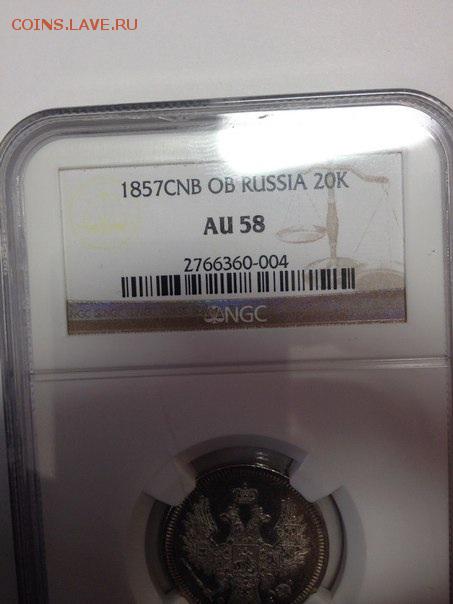 COINS.LAVE.RU
1857CNB OB RUSSIA 20K
AU 58
2766360-004
NGC